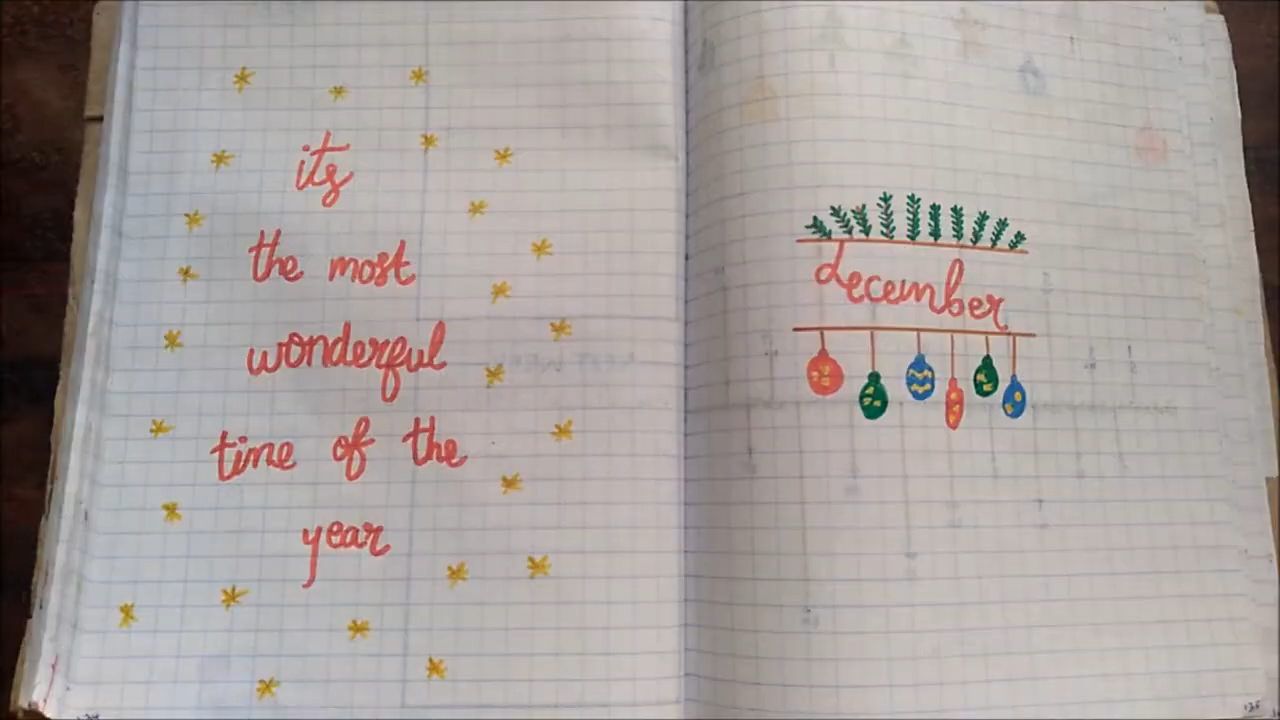 its
the most
wonderful
time of the
year
december